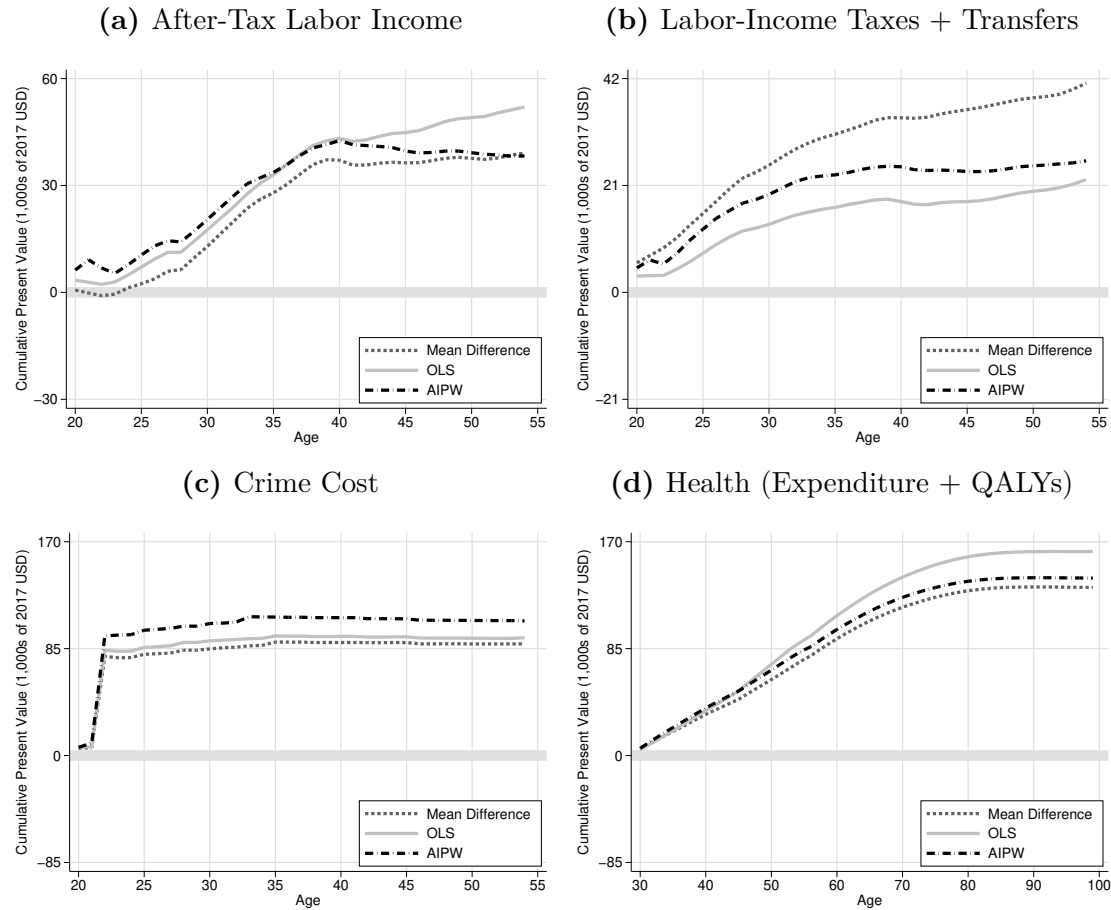 (a) After-Tax Labor Income
Cumulative Present Value (1,000s of 2017 USD)
60
30
0
−30
20 25 30 35 40 45 50 55
Age
Mean Difference
OLS
AIPW
(b) Labor-Income Taxes + Transfers
Cumulative Present Value (1,000s of 2017 USD)
42
21
0
−21
20 25 30 35 40 45 50 55
Age
Mean Difference
OLS
AIPW
(c) Crime Cost
Cumulative Present Value (1,000s of 2017 USD)
170
85
0
−85
20 25 30 35 40 45 50 55
Age
Mean Difference
OLS
AIPW
(d) Health (Expenditure + QALYs)
Cumulative Present Value (1,000s of 2017 USD)
170
85
0
−85
30 40 50 60 70 80 90 100
Age
Mean Difference
OLS
AIPW